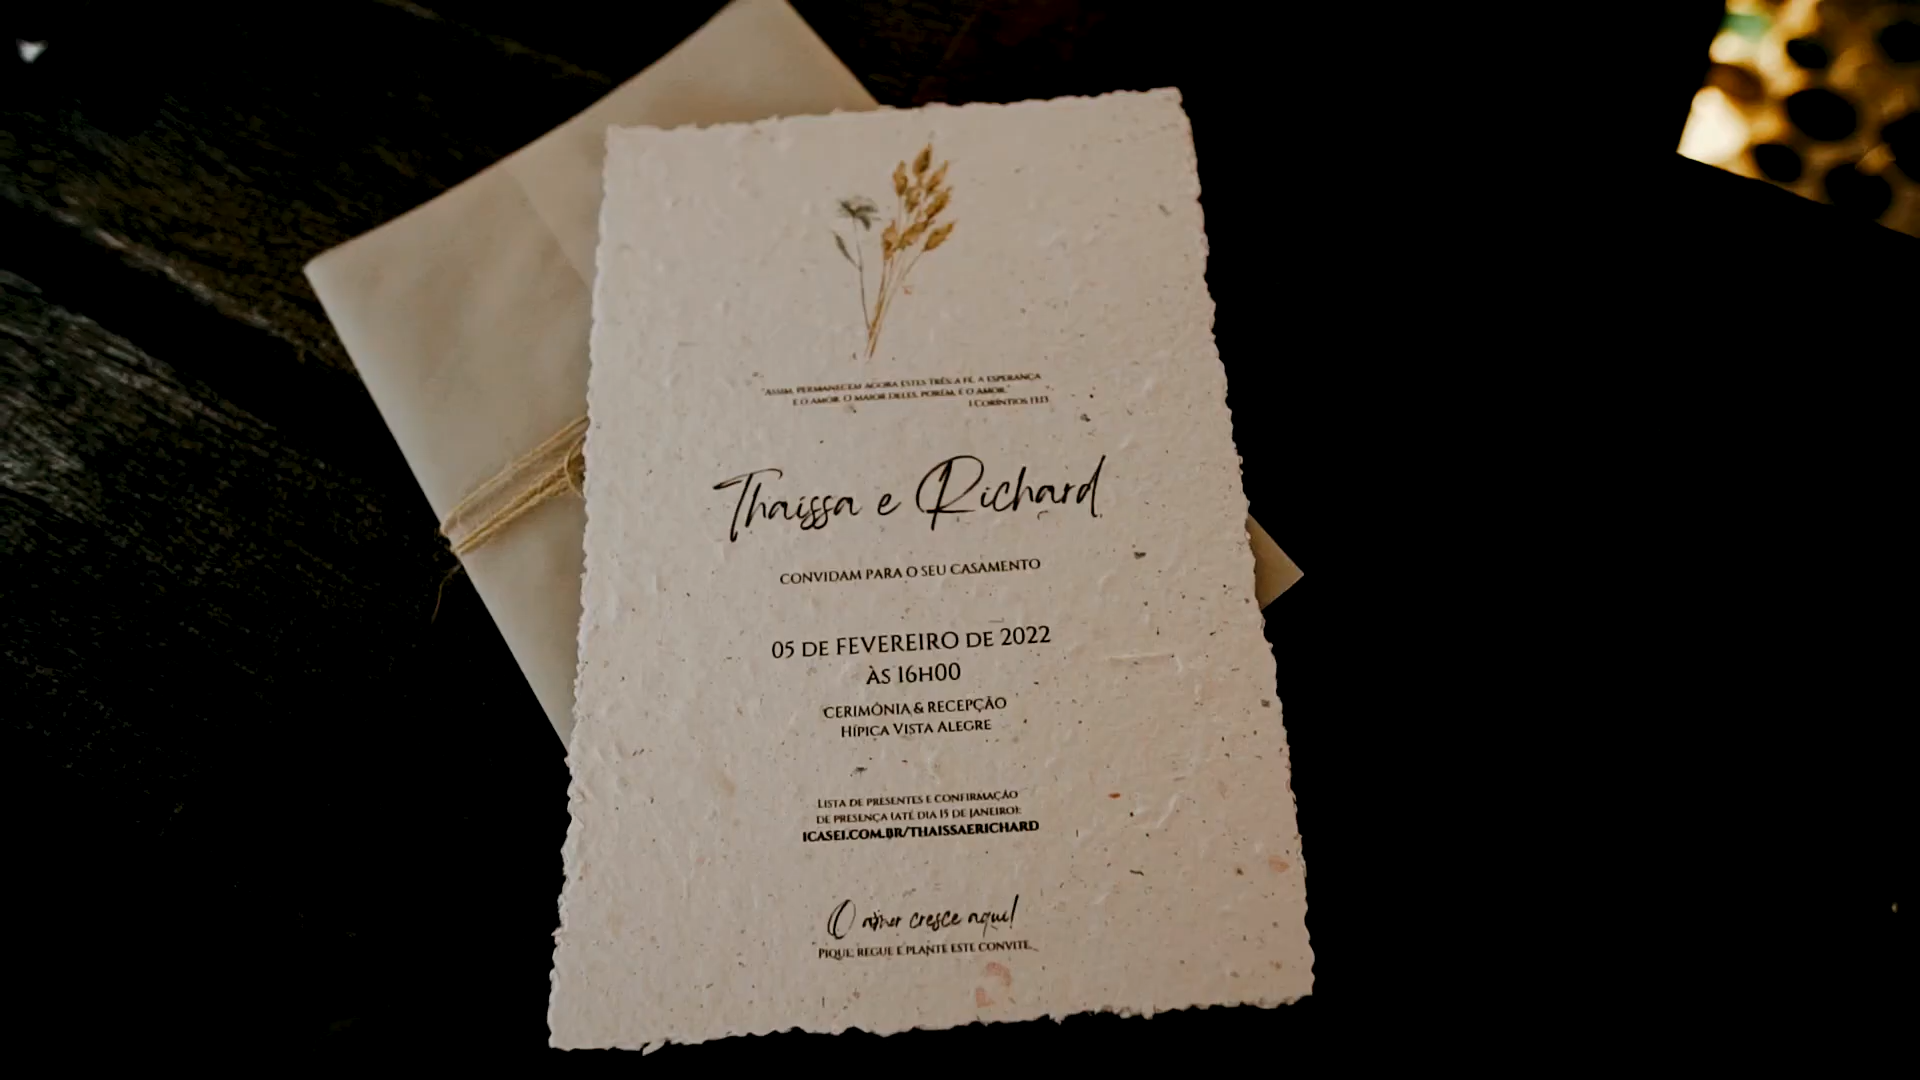 "ASSIM, PERMANECEM AGORA ESTES TRÊS: A FÉ, A ESPERANÇA
E O AMOR. O MAIOR DELES, PORÉM, É O AMOR."
1 CORÍNTIOS 13:13
Thaissa e Richard
CONVIDAM PARA O SEU CASAMENTO
05 DE FEVEREIRO DE 2022
ÀS 16H00
CERIMÔNIA & RECEPÇÃO
HÍPICA VISTA ALEGRE
LISTA DE PRESENTES E CONFIRMAÇÃO
DE PRESENÇA (ATÉ DIA 15 DE JANEIRO):
ICASEI.COM.BR/THAISSAERICHARD
O amor cresce aqui!
PIQUE, REGUE E PLANTE ESTE CONVITE.